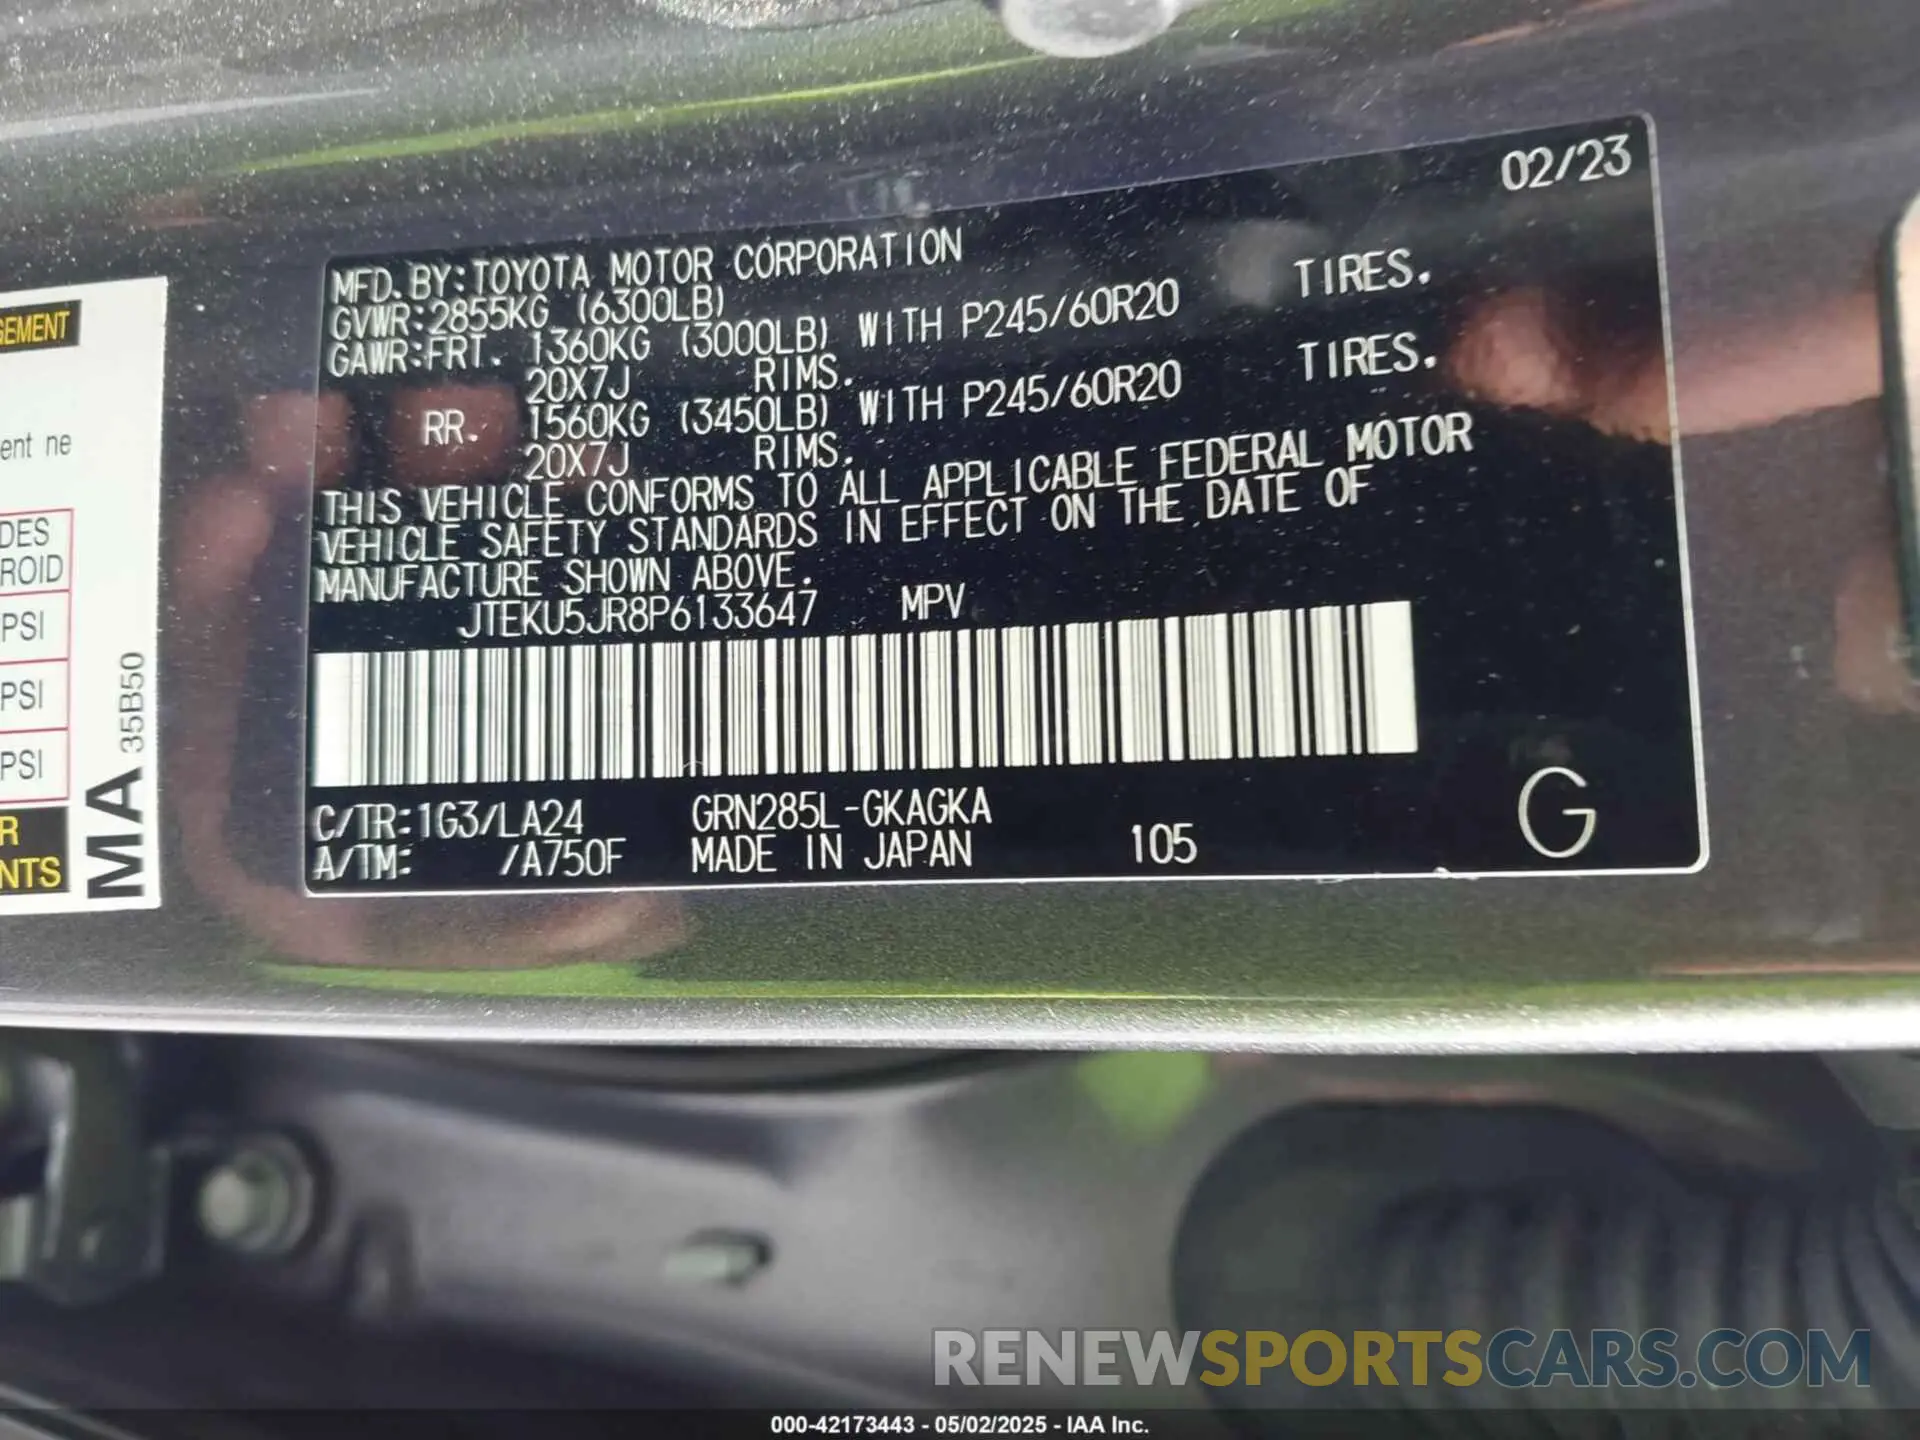 02/23
MFD. BY: TOYOTA MOTOR CORPORATION
GVWR: 2855KG (6300LB)
GAWR: FRT. 1360KG (3000LB) WITH P245/60R20 TIRES.
20X7J RIMS.
RR. 1560KG (3450LB) WITH P245/60R20 TIRES.
20X7J RIMS.
THIS VEHICLE CONFORMS TO ALL APPLICABLE FEDERAL MOTOR
VEHICLE SAFETY STANDARDS IN EFFECT ON THE DATE OF
MANUFACTURE SHOWN ABOVE.
JTEKU5JR8P6133647 MPV
C/TR: 1G3/LA24 GRN285L-GKAGKA
A/TM: /A750F MADE IN JAPAN 105 G
ent ne
PSI
PSI
PSI
MA 35B50
RENEWSPORTSCARS.COM
000-42173443 - 05/02/2025 - IAA Inc.